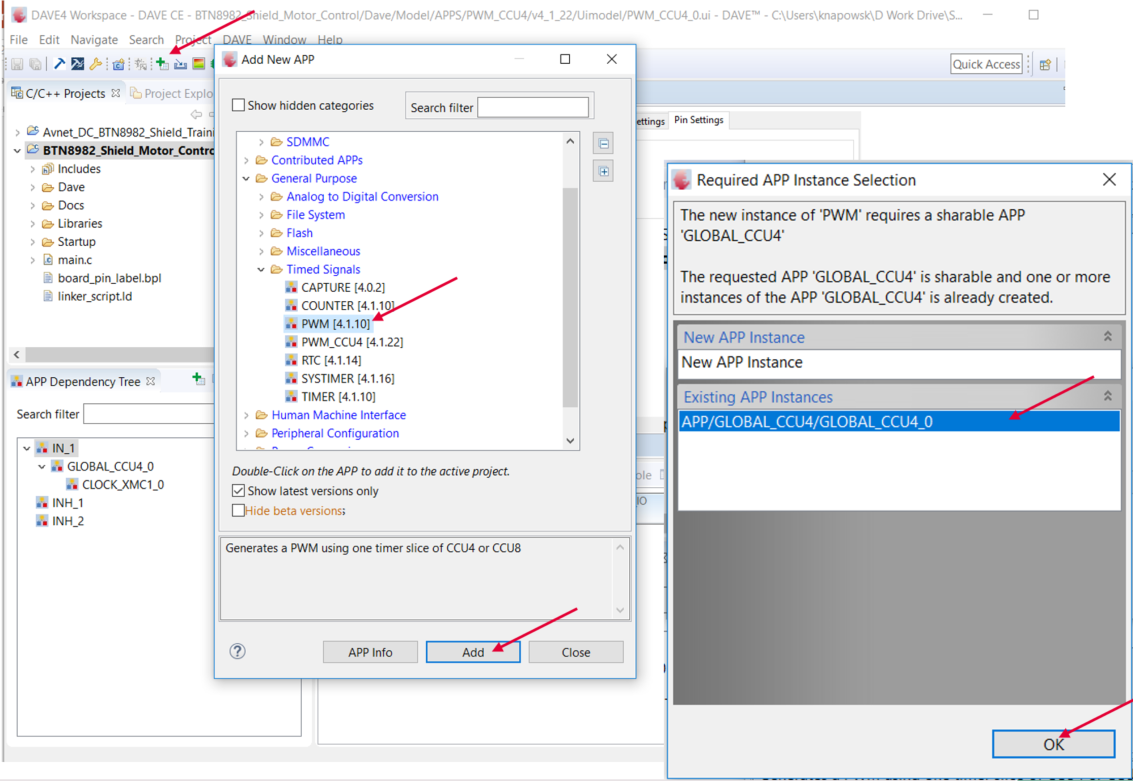 DAVE4 Workspace - DAVE CE - BTN8982_Shield_Motor_Control/Dave/Model/APPS/PWM_CCU4/v4_1_22/Uimodel/PWM_CCU4_0.ui - DAVE™ - C:\Users\knapowsk\D Work Drive\S...
File Edit Navigate Search Project DAVE Window Help
Quick Access
C/C++ Projects
Project Explo
Avnet_DC_BTN8982_Shield_Traini
BTN8982_Shield_Motor_Contro
Includes
Dave
Docs
Libraries
Startup
main.c
board_pin_label.bpl
linker_script.ld
APP Dependency Tree
Search filter
IN_1
GLOBAL_CCU4_0
CLOCK_XMC1_0
INH_1
INH_2
Add New APP
Show hidden categories
Search filter
SDMMC
Contributed APPs
General Purpose
Analog to Digital Conversion
File System
Flash
Miscellaneous
Timed Signals
CAPTURE [4.0.2]
COUNTER [4.1.10]
PWM [4.1.10]
PWM_CCU4 [4.1.22]
RTC [4.1.14]
SYSTIMER [4.1.16]
TIMER [4.1.10]
Human Machine Interface
Peripheral Configuration
Double-Click on the APP to add it to the active project.
Show latest versions only
Hide beta versions;
Generates a PWM using one timer slice of CCU4 or CCU8
APP Info
Add
Close
ettings
Pin Settings
Required APP Instance Selection
The new instance of 'PWM' requires a sharable APP
'GLOBAL_CCU4'
The requested APP 'GLOBAL_CCU4' is sharable and one or more
instances of the APP 'GLOBAL_CCU4' is already created.
New APP Instance
New APP Instance
Existing APP Instances
APP/GLOBAL_CCU4/GLOBAL_CCU4_0
OK